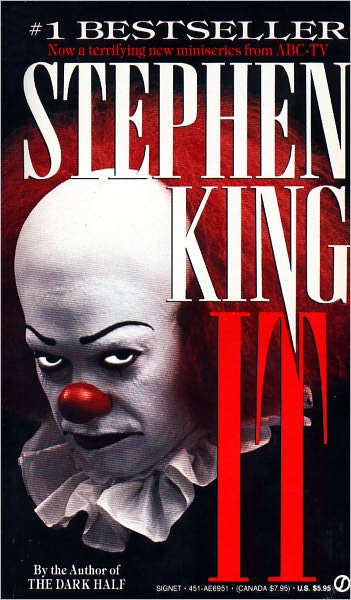 #1 BESTSELLER
Now a terrifying new miniseries from ABC-TV
STEPHEN
KING
IT
By the Author of
THE DARK HALF
SIGNET • 451-AE6951 • (CANADA $7.95) • U.S. $5.95